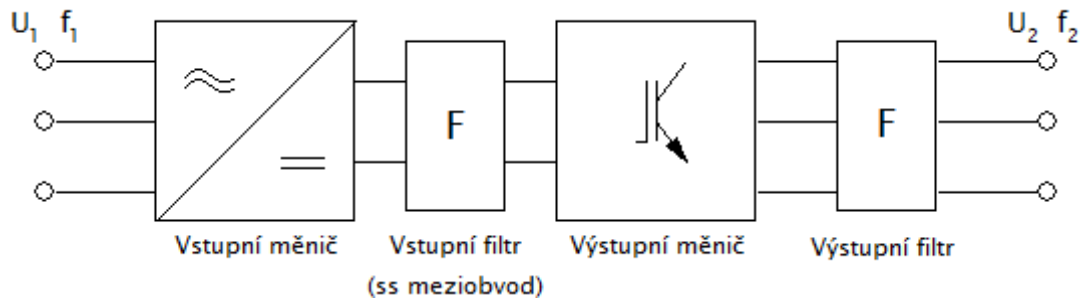 U₁ f₁
U₂ f₂
F
F
Vstupní měnič
Vstupní filtr
(ss meziobvod)
Výstupní měnič
Výstupní filtr